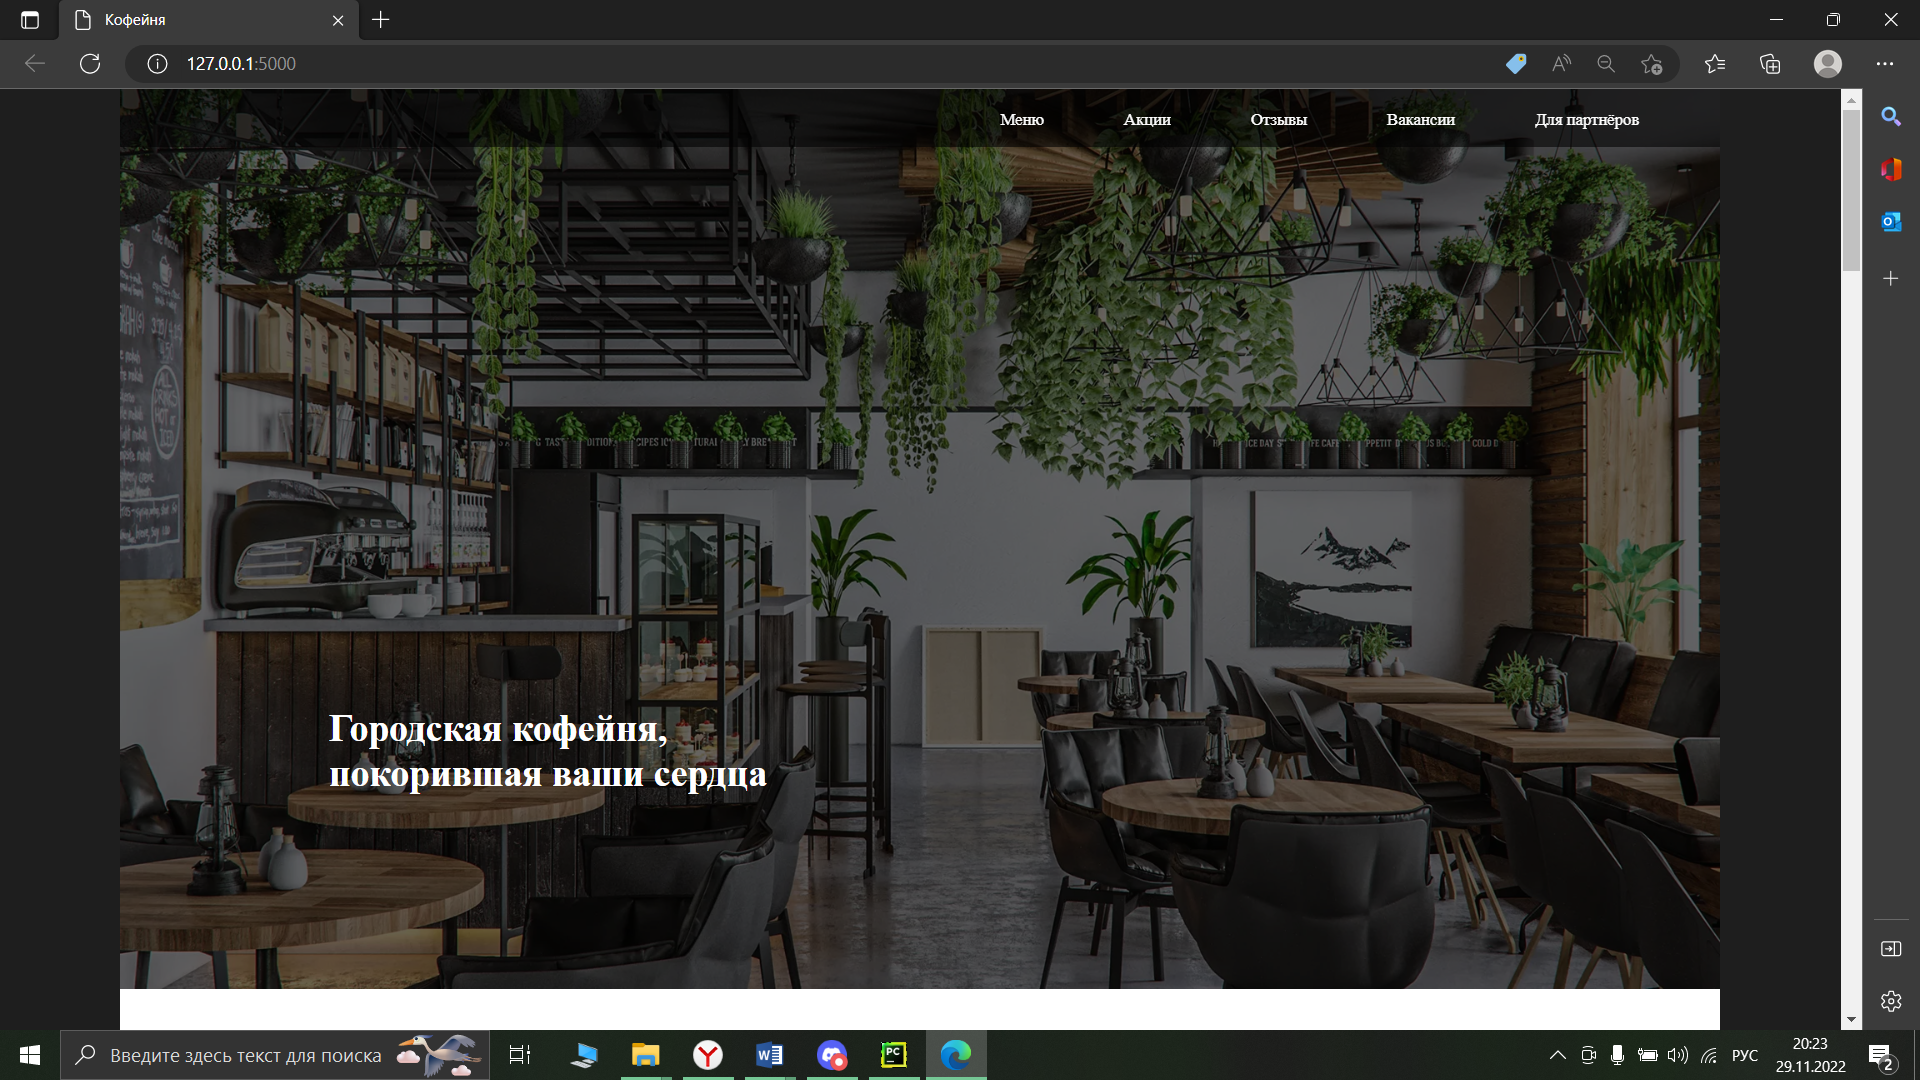 Кофейня
127.0.0.1:5000
Меню
Акции
Отзывы
Вакансии
Для партнёров
Городская кофейня,
покорившая ваши сердца
Введите здесь текст для поиска
РУС
20:23
29.11.2022
2